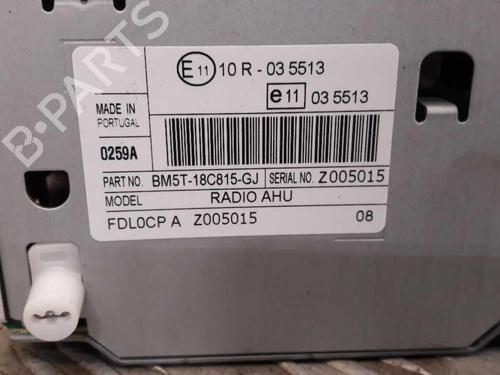 E 11 10 R - 03 5513
e 11 03 5513
MADE IN
PORTUGAL
0259A
PART NO. BM5T-18C815-GJ SERIAL NO. Z005015
MODEL RADIO AHU
FDL0CP A Z005015 08
B-PARTS